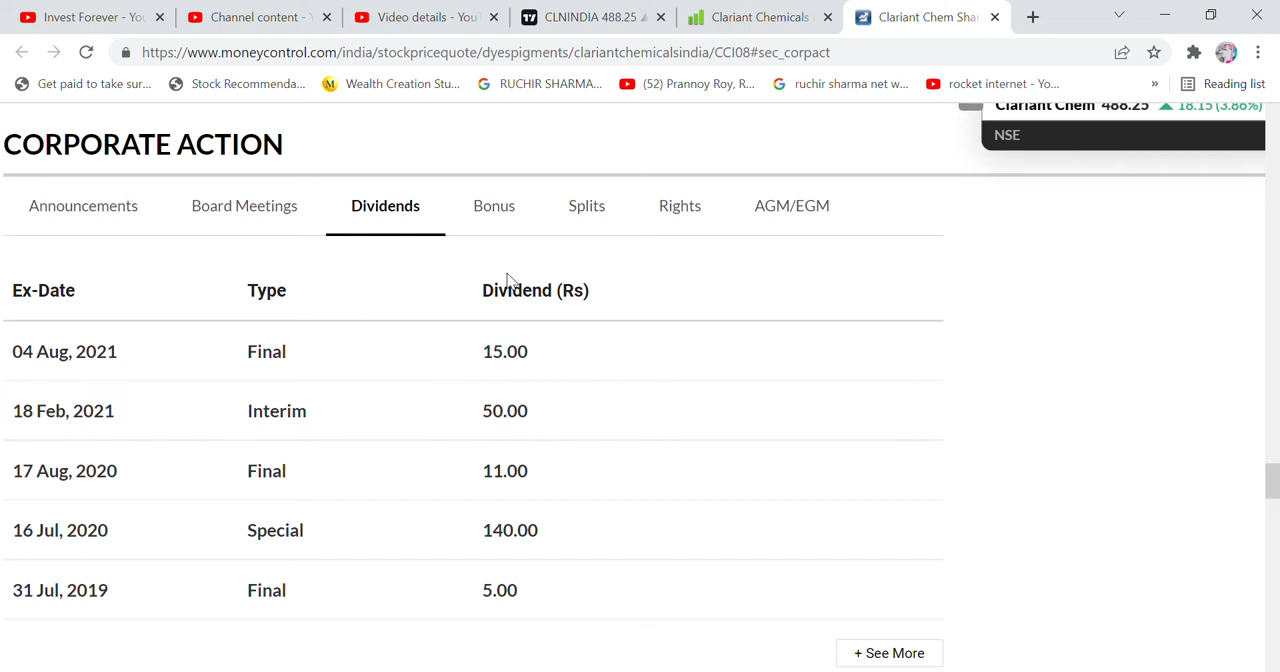 Invest Forever - You
Channel content - Y
Video details - YouT
CLNINDIA 488.25
Clariant Chemicals
Clariant Chem Shar
https://www.moneycontrol.com/india/stockpricequote/dyespigments/clariantchemicalsindia/CCI08#sec_corpact
Get paid to take sur...
Stock Recommenda...
M
Wealth Creation Stu...
G
RUCHIR SHARMA...
(52) Prannoy Roy, R...
G
ruchir sharma net w...
rocket internet - Yo...
»
Reading list
Clariant Chem 488.25 ▲ 18.15 (3.86%)
NSE
CORPORATE ACTION
Announcements Board Meetings Dividends Bonus Splits Rights AGM/EGM
Ex-Date Type Dividend (Rs)
04 Aug, 2021 Final 15.00
18 Feb, 2021 Interim 50.00
17 Aug, 2020 Final 11.00
16 Jul, 2020 Special 140.00
31 Jul, 2019 Final 5.00
+ See More